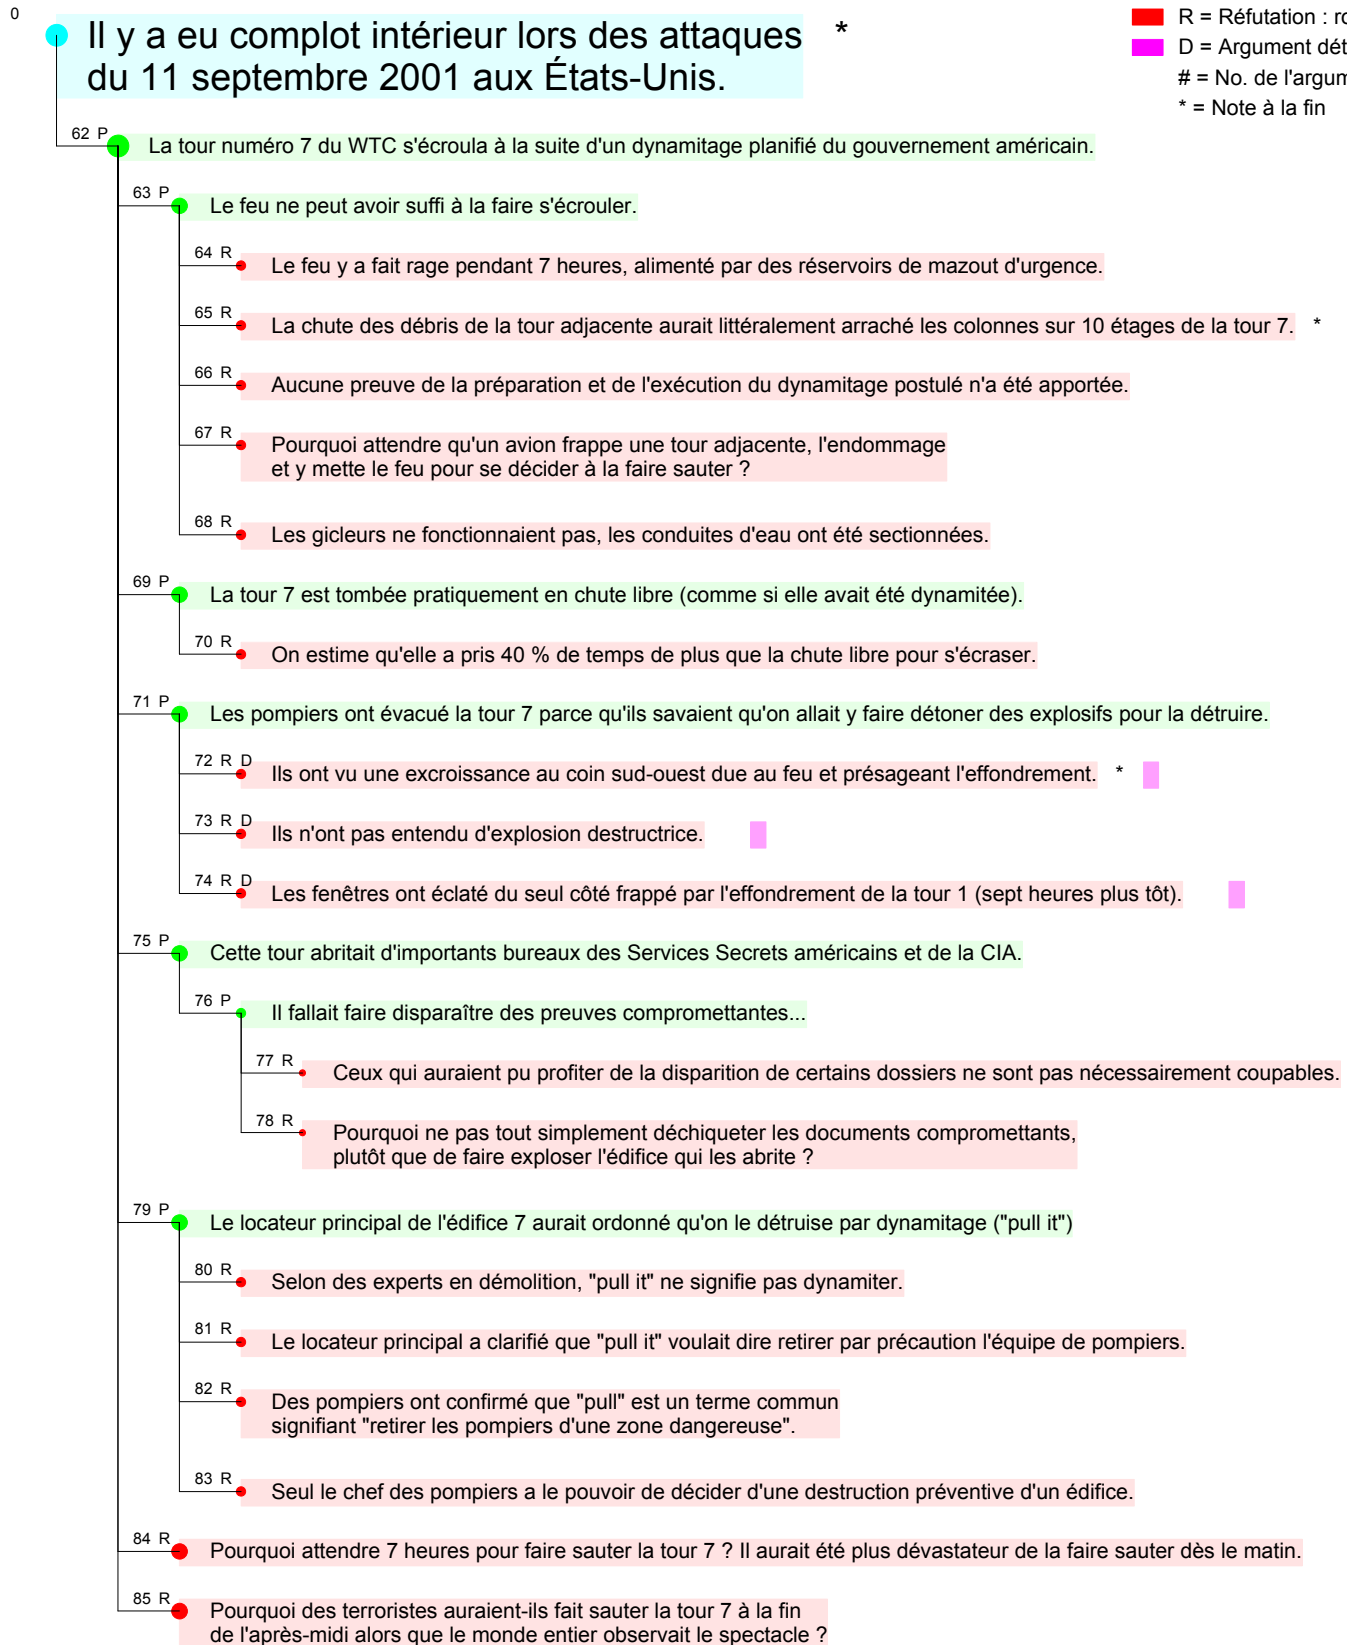 0
Il y a eu complot intérieur lors des attaques *
du 11 septembre 2001 aux États-Unis.
R = Réfutation : 
D = Argument 
# = No. de 
* = Note à la fin
62 P
La tour numéro 7 du WTC s'écroula à la suite d'un dynamitage planifié du gouvernement américain.
63 P
Le feu ne peut avoir suffi à la faire s'écrouler.
64 R
Le feu y a fait rage pendant 7 heures, alimenté par des réservoirs de mazout d'urgence.
65 R
La chute des débris de la tour adjacente aurait littéralement arraché les colonnes sur 10 étages de la tour 7. *
66 R
Aucune preuve de la préparation et de l'exécution du dynamitage postulé n'a été apportée.
67 R
Pourquoi attendre qu'un avion frappe une tour adjacente, l'endommage
et y mette le feu pour se décider à la faire sauter ?
68 R
Les gicleurs ne fonctionnaient pas, les conduites d'eau ont été sectionnées.
69 P
La tour 7 est tombée pratiquement en chute libre (comme si elle avait été dynamitée).
70 R
On estime qu'elle a pris 40 % de temps de plus que la chute libre pour s'écraser.
71 P
Les pompiers ont évacué la tour 7 parce qu'ils savaient qu'on allait y faire détoner des explosifs pour la détruire.
72 R D
Ils ont vu une excroissance au coin sud-ouest due au feu et présageant l'effondrement. *
73 R D
Ils n'ont pas entendu d'explosion destructrice.
74 R D
Les fenêtres ont éclaté du seul côté frappé par l'effondrement de la tour 1 (sept heures plus tôt).
75 P
Cette tour abritait d'importants bureaux des Services Secrets américains et de la CIA.
76 P
Il fallait faire disparaître des preuves compromettantes...
77 R
Ceux qui auraient pu profiter de la disparition de certains dossiers ne sont pas nécessairement coupables.
78 R
Pourquoi ne pas tout simplement déchiqueter les documents compromettants,
plutôt que de faire exploser l'édifice qui les abrite ?
79 P
Le locateur principal de l'édifice 7 aurait ordonné qu'on le détruise par dynamitage ("pull it")
80 R
Selon des experts en démolition, "pull it" ne signifie pas dynamiter.
81 R
Le locateur principal a clarifié que "pull it" voulait dire retirer par précaution l'équipe de pompiers.
82 R
Des pompiers ont confirmé que "pull" est un terme commun
signifiant "retirer les pompiers d'une zone dangereuse".
83 R
Seul le chef des pompiers a le pouvoir de décider d'une destruction préventive d'un édifice.
84 R
Pourquoi attendre 7 heures pour faire sauter la tour 7 ? Il aurait été plus dévastateur de la faire sauter dès le matin.
85 R
Pourquoi des terroristes auraient-ils fait sauter la tour 7 à la fin
de l'après-midi alors que le monde entier observait le spectacle ?